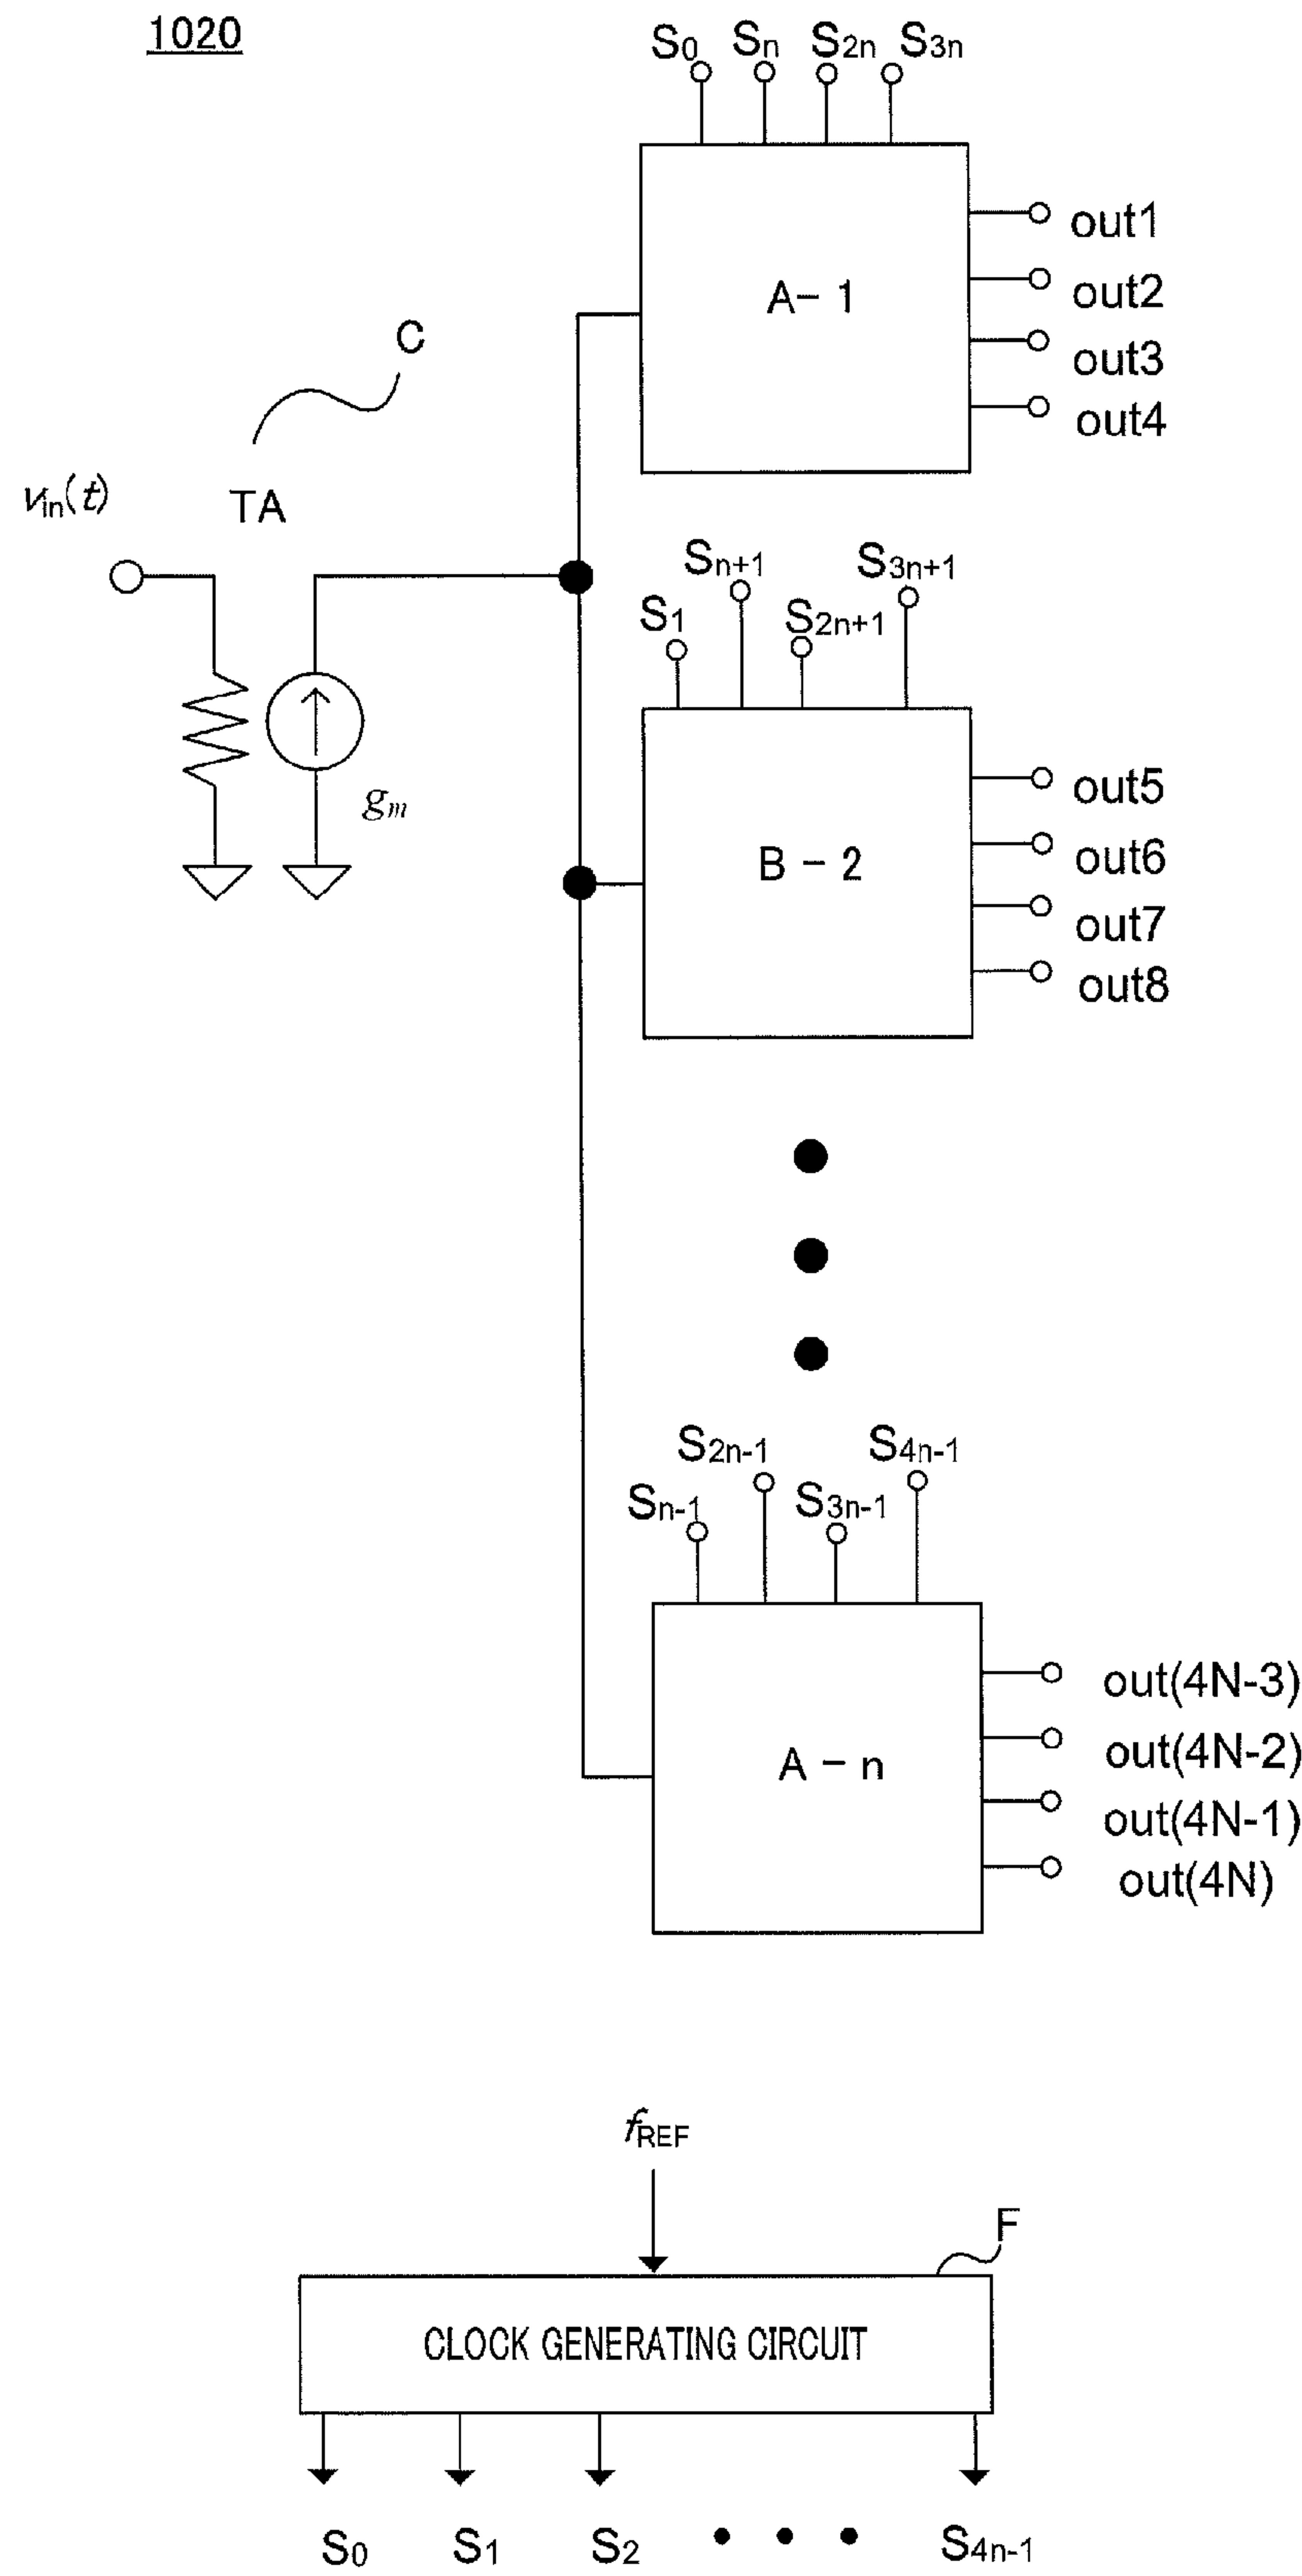 1020
S0 Sn S2n S3n
A-1
out1
out2
out3
out4
C
TA
vin(t)
gm
S1 Sn+1 S2n+1 S3n+1
B-2
out5
out6
out7
out8
Sn-1 S2n-1 S3n-1 S4n-1
A-n
out(4N-3)
out(4N-2)
out(4N-1)
out(4N)
fREF
F
CLOCK GENERATING CIRCUIT
S0 S1 S2 • • • S4n-1